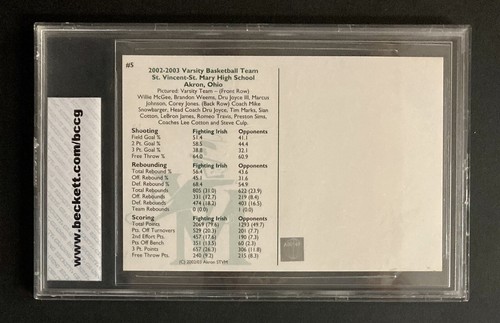 www.beckett.com/bccg
#5
2002-2003 Varsity Basketball Team
St. Vincent-St. Mary High School
Akron, Ohio
Pictured: Varsity Team – (Front Row)
Willie McGee, Brandon Weems, Dru Joyce III, Marcus
Johnson, Corey Jones. (Back Row) Coach Mike
Snowbarger, Head Coach Dru Joyce, Tim Marks, Sian
Cotton, LeBron James, Romeo Travis, Preston Sims,
Coaches Lee Cotton and Steve Culp.
Shooting Fighting Irish Opponents
Field Goal % 51.4 41.1
2 Pt. Goal % 58.5 44.4
3 Pt. Goal % 38.8 32.1
Free Throw % 64.0 60.9
Rebounding Fighting Irish Opponents
Total Rebound % 56.4 43.6
Off. Rebound % 45.1 31.6
Def. Rebound % 68.4 54.9
Total Rebounds 805 (31.0) 622 (23.9)
Off. Rebounds 331 (12.7) 219 (8.4)
Def. Rebounds 474 (18.2) 403 (16.5)
Team Rebounds 0 (0.0) 1 (0.0)
Scoring Fighting Irish Opponents
Total Points 2069 (79.6) 1293 (49.7)
Pts. Off Turnovers 529 (20.3) 201 (7.7)
2nd Effort Pts. 457 (17.6) 190 (7.3)
Pts Off Bench 351 (13.5) 60 (2.3)
3 Pt. Points 657 (26.3) 306 (11.8)
Free Throw Pts. 240 (9.2) 215 (8.3)
(C) 2002/03 Akron STVM